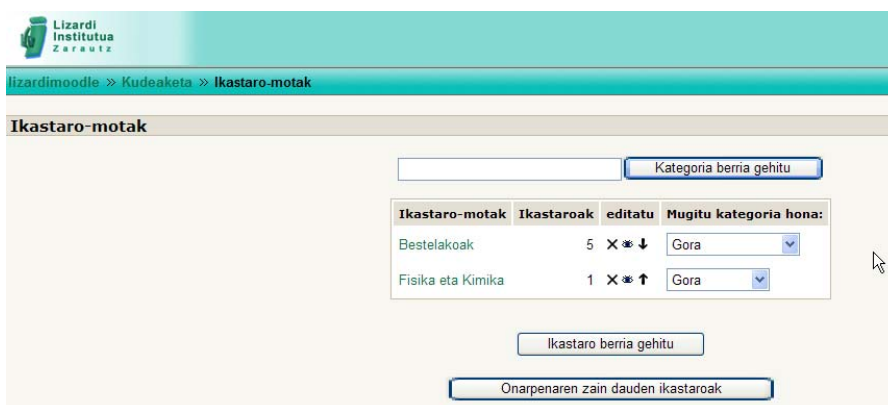 Lizardi
Institutua
Zarautz
lizardimoodle » Kudeaketa » Ikastaro-motak
Ikastaro-motak
Kategoria berria gehitu
Ikastaro-motak Ikastaroak editatu Mugitu kategoria hona:
Bestelakoak 5 Gora
Fisika eta Kimika 1 Gora
Ikastaro berria gehitu
Onarpenaren zain dauden ikastaroak